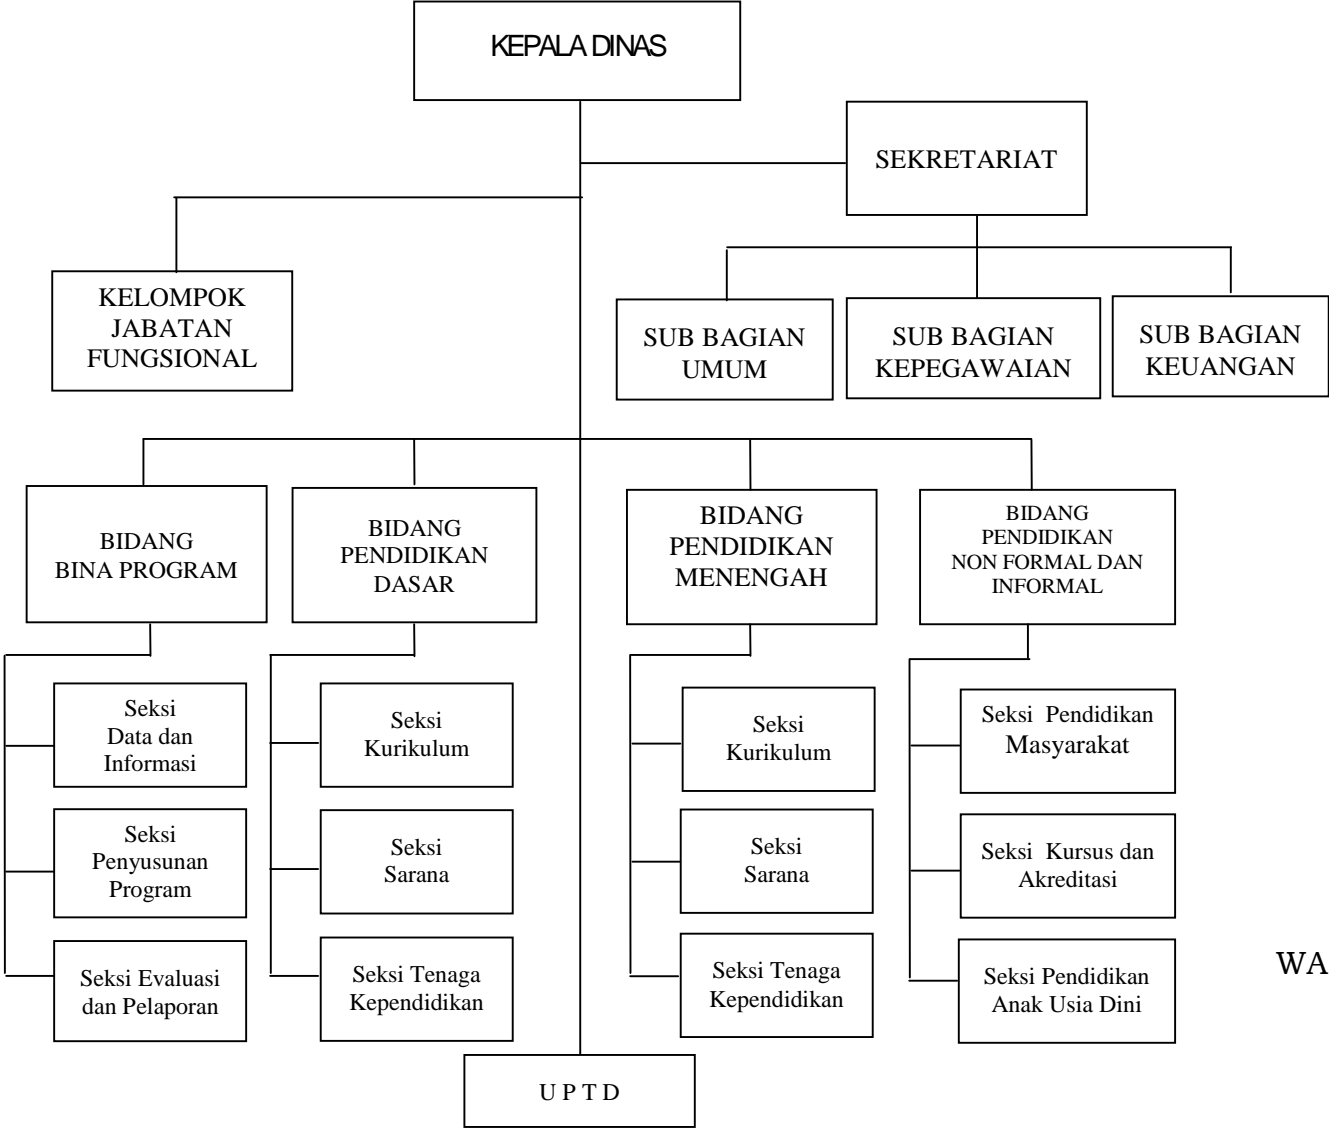 KEPALA DINAS
SEKRETARIAT
KELOMPOK
JABATAN
FUNGSIONAL
SUB BAGIAN
UMUM
SUB BAGIAN
KEPEGAWAIAN
SUB BAGIAN
KEUANGAN
BIDANG
BINA PROGRAM
BIDANG
PENDIDIKAN
DASAR
BIDANG
PENDIDIKAN
MENENGAH
BIDANG
PENDIDIKAN
NON FORMAL DAN
INFORMAL
Seksi
Data dan
Informasi
Seksi
Penyusunan
Program
Seksi Evaluasi
dan Pelaporan
Seksi
Kurikulum
Seksi
Sarana
Seksi Tenaga
Kependidikan
Seksi
Kurikulum
Seksi
Sarana
Seksi Tenaga
Kependidikan
Seksi Pendidikan
Masyarakat
Seksi Kursus dan
Akreditasi
Seksi Pendidikan
Anak Usia Dini
WA
U P T D